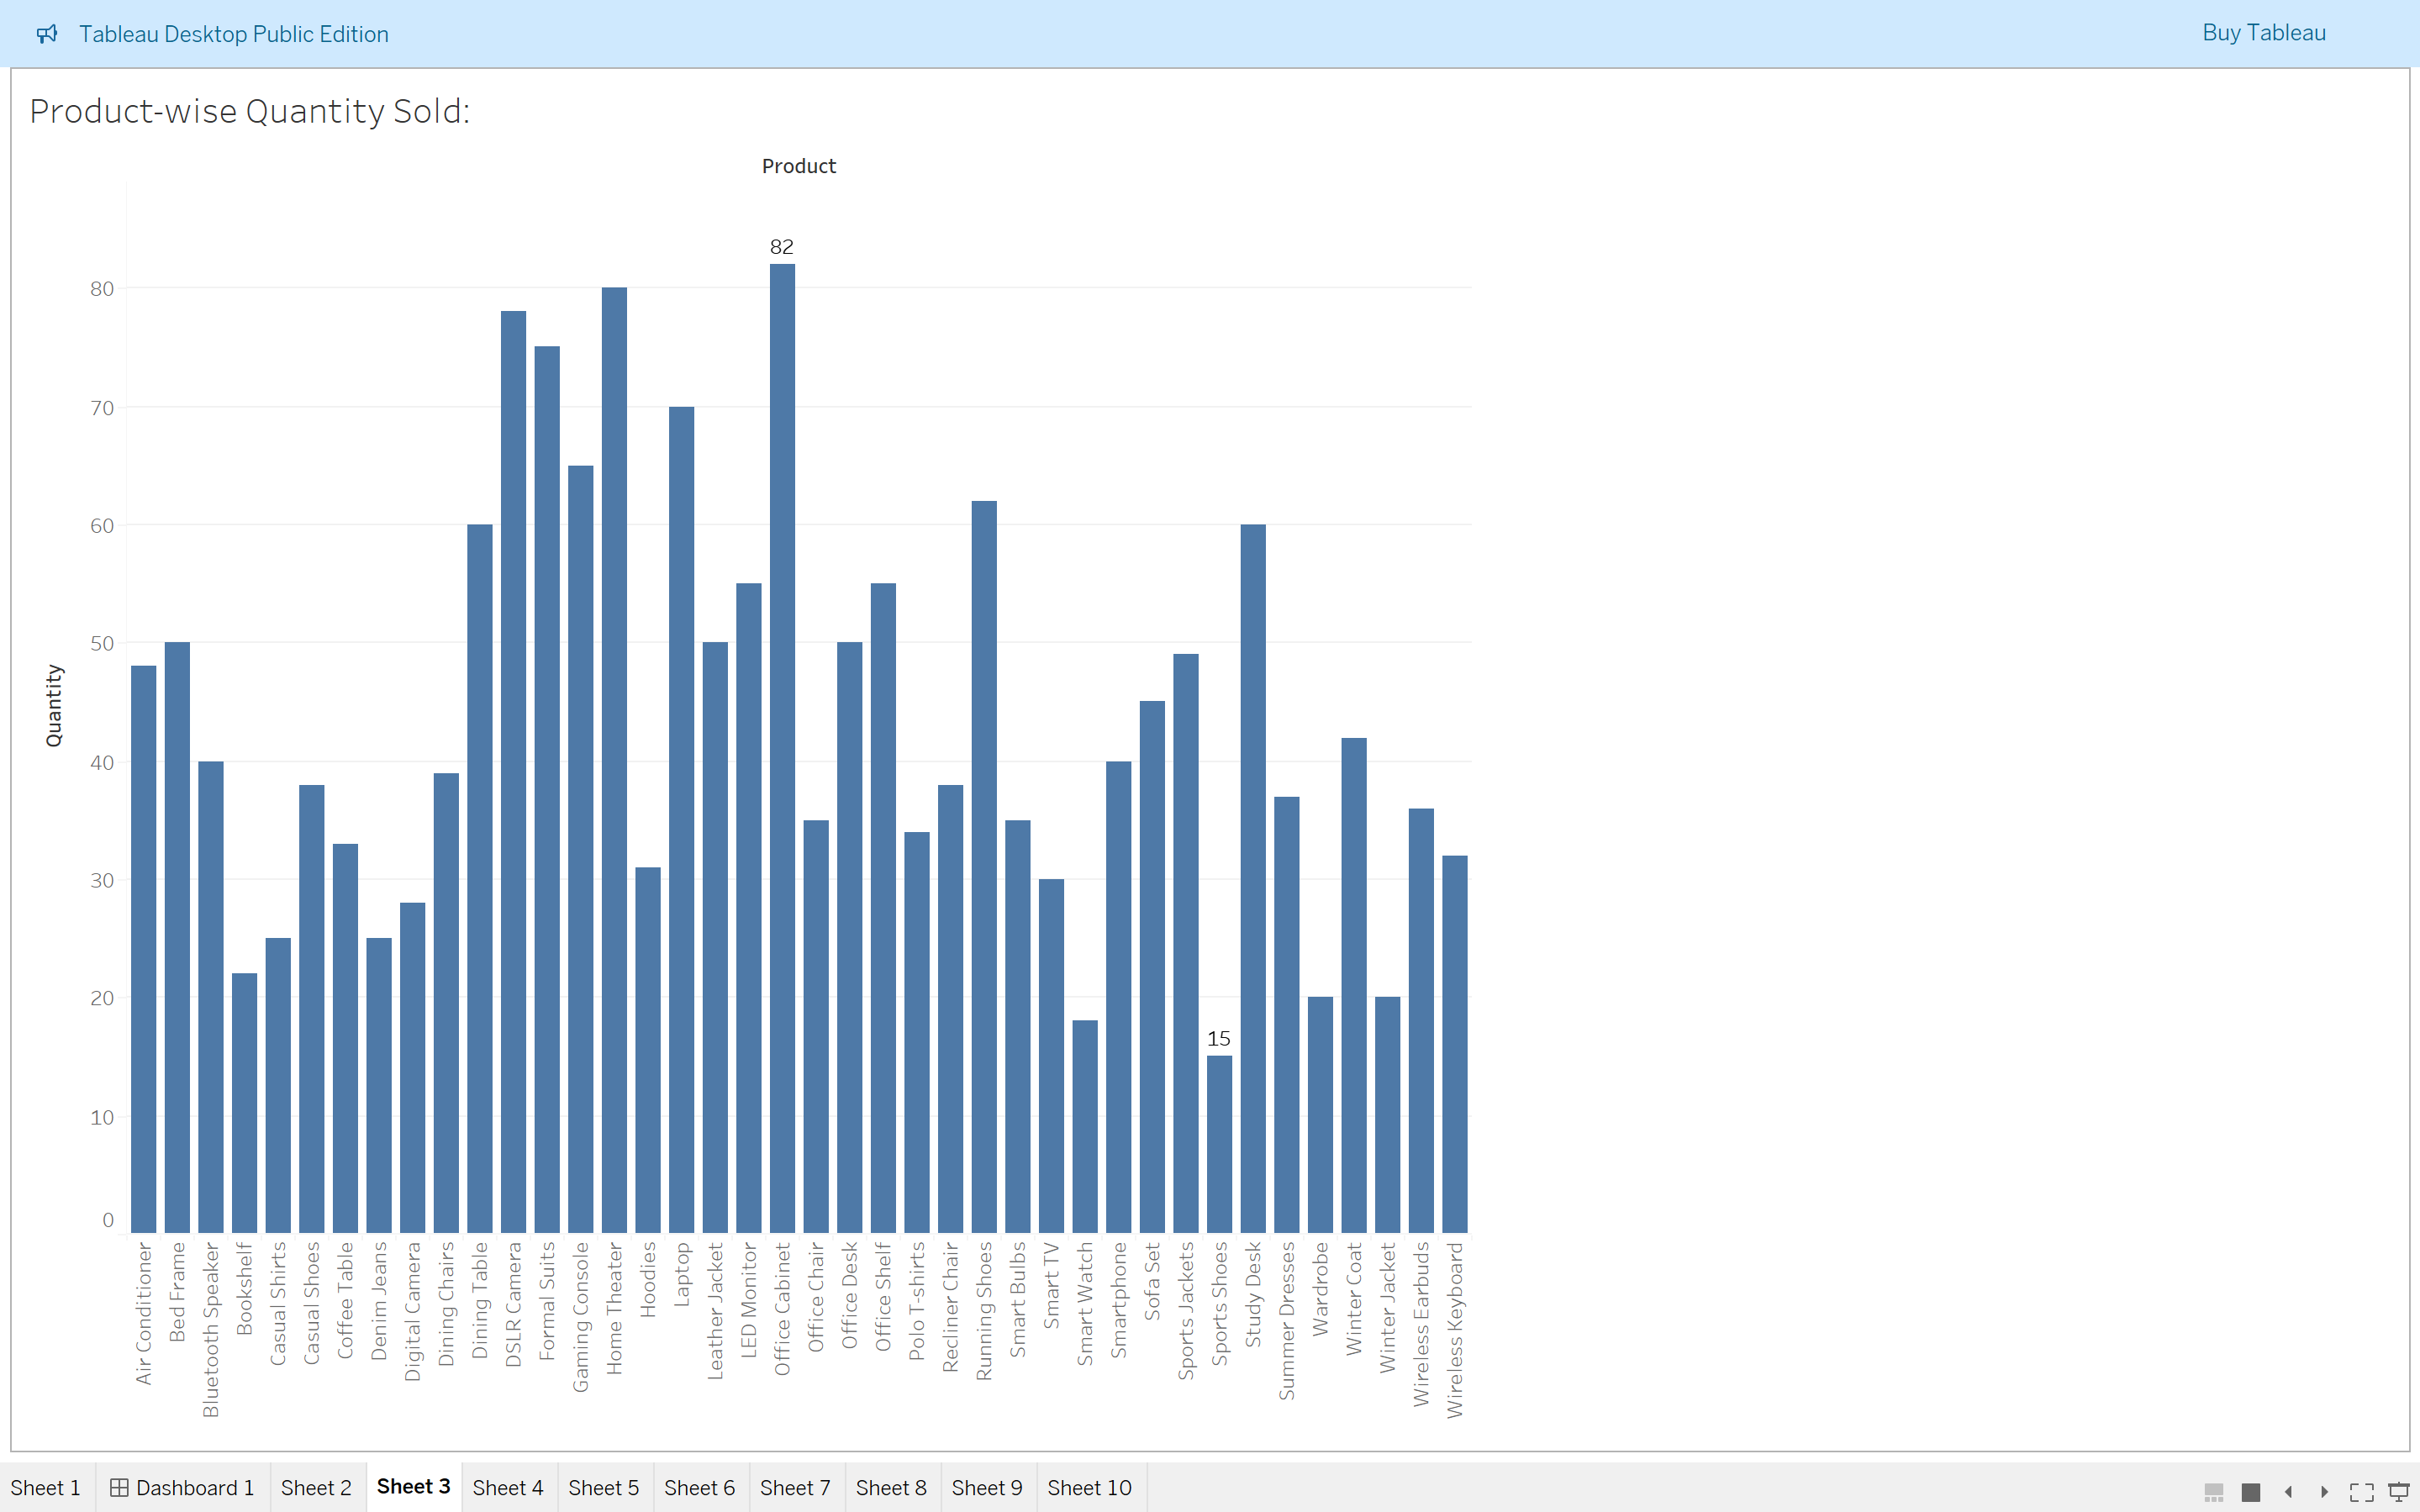 Tableau Desktop Public Edition
Buy Tableau
Product-wise Quantity Sold:
Product
82
80
70
60
50
40
30
20
15
10
0
Quantity
Air Conditioner
Bed Frame
Bluetooth Speaker
Bookshelf
Casual Shirts
Casual Shoes
Coffee Table
Denim Jeans
Digital Camera
Dining Chairs
Dining Table
DSLR Camera
Formal Suits
Gaming Console
Home Theater
Hoodies
Laptop
Leather Jacket
LED Monitor
Office Cabinet
Office Chair
Office Desk
Office Shelf
Polo T-shirts
Recliner Chair
Running Shoes
Smart Bulbs
Smart TV
Smart Watch
Smartphone
Sofa Set
Sports Jackets
Sports Shoes
Study Desk
Summer Dresses
Wardrobe
Winter Coat
Winter Jacket
Wireless Earbuds
Wireless Keyboard
Sheet 1
Dashboard 1
Sheet 2
Sheet 3
Sheet 4
Sheet 5
Sheet 6
Sheet 7
Sheet 8
Sheet 9
Sheet 10